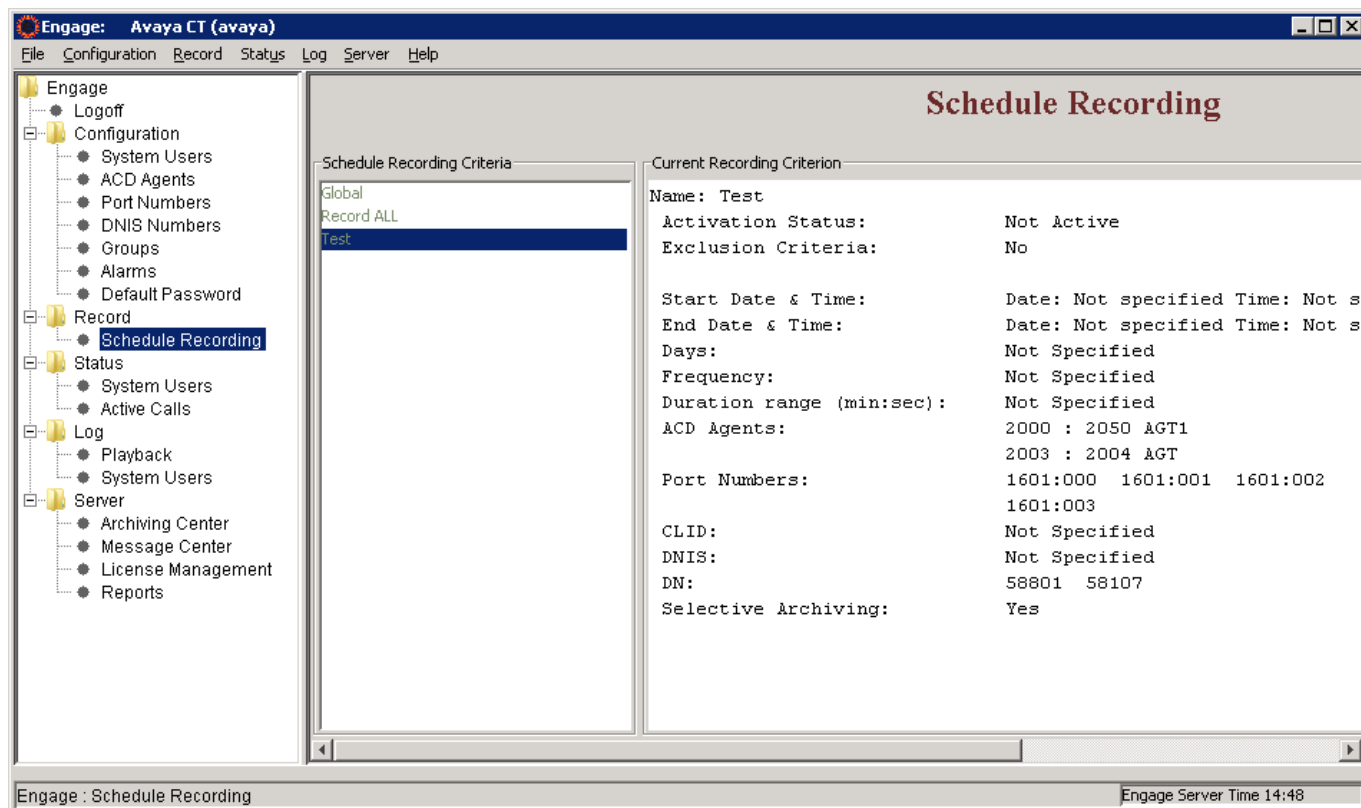 Engage: Avaya CT (avaya)
File Configuration Record Status Log Server Help
Engage
Logoff
Configuration
System Users
ACD Agents
Port Numbers
DNIS Numbers
Groups
Alarms
Default Password
Record
Schedule Recording
Status
System Users
Active Calls
Log
Playback
System Users
Server
Archiving Center
Message Center
License Management
Reports
Schedule Recording
Schedule Recording Criteria
Global
Record ALL
Test
Current Recording Criterion
Name: Test
Activation Status: Not Active
Exclusion Criteria: No
Start Date & Time: Date: Not specified Time: Not s
End Date & Time: Date: Not specified Time: Not s
Days: Not Specified
Frequency: Not Specified
Duration range (min:sec): Not Specified
ACD Agents: 2000 : 2050 AGT1
2003 : 2004 AGT
Port Numbers: 1601:000 1601:001 1601:002
1601:003
CLID: Not Specified
DNIS: Not Specified
DN: 58801 58107
Selective Archiving: Yes
Engage : Schedule Recording
Engage Server Time 14:48